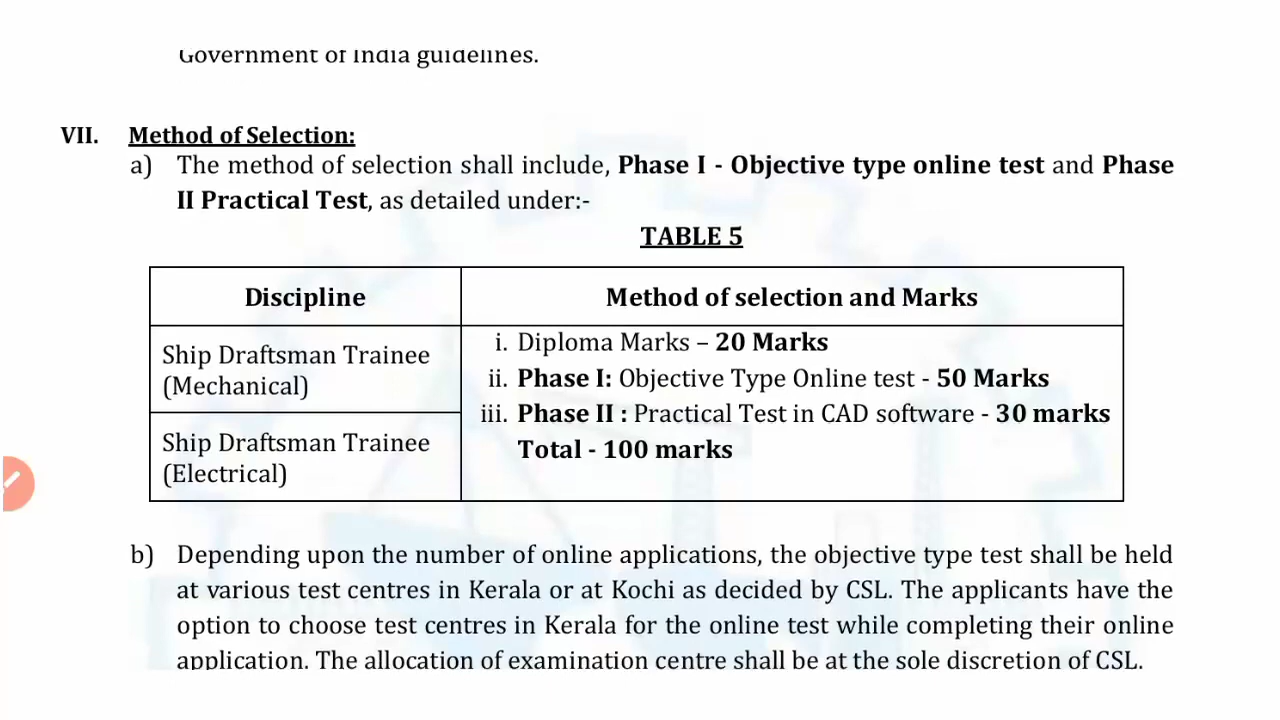 Government of India guidelines.
VII. Method of Selection:
a) The method of selection shall include, Phase I - Objective type online test and Phase
II Practical Test, as detailed under:-
TABLE 5
Discipline
Method of selection and Marks
Ship Draftsman Trainee
(Mechanical)
Ship Draftsman Trainee
(Electrical)
i. Diploma Marks – 20 Marks
ii. Phase I: Objective Type Online test - 50 Marks
iii. Phase II : Practical Test in CAD software - 30 marks
Total - 100 marks
b) Depending upon the number of online applications, the objective type test shall be held
at various test centres in Kerala or at Kochi as decided by CSL. The applicants have the
option to choose test centres in Kerala for the online test while completing their online
application. The allocation of examination centre shall be at the sole discretion of CSL.